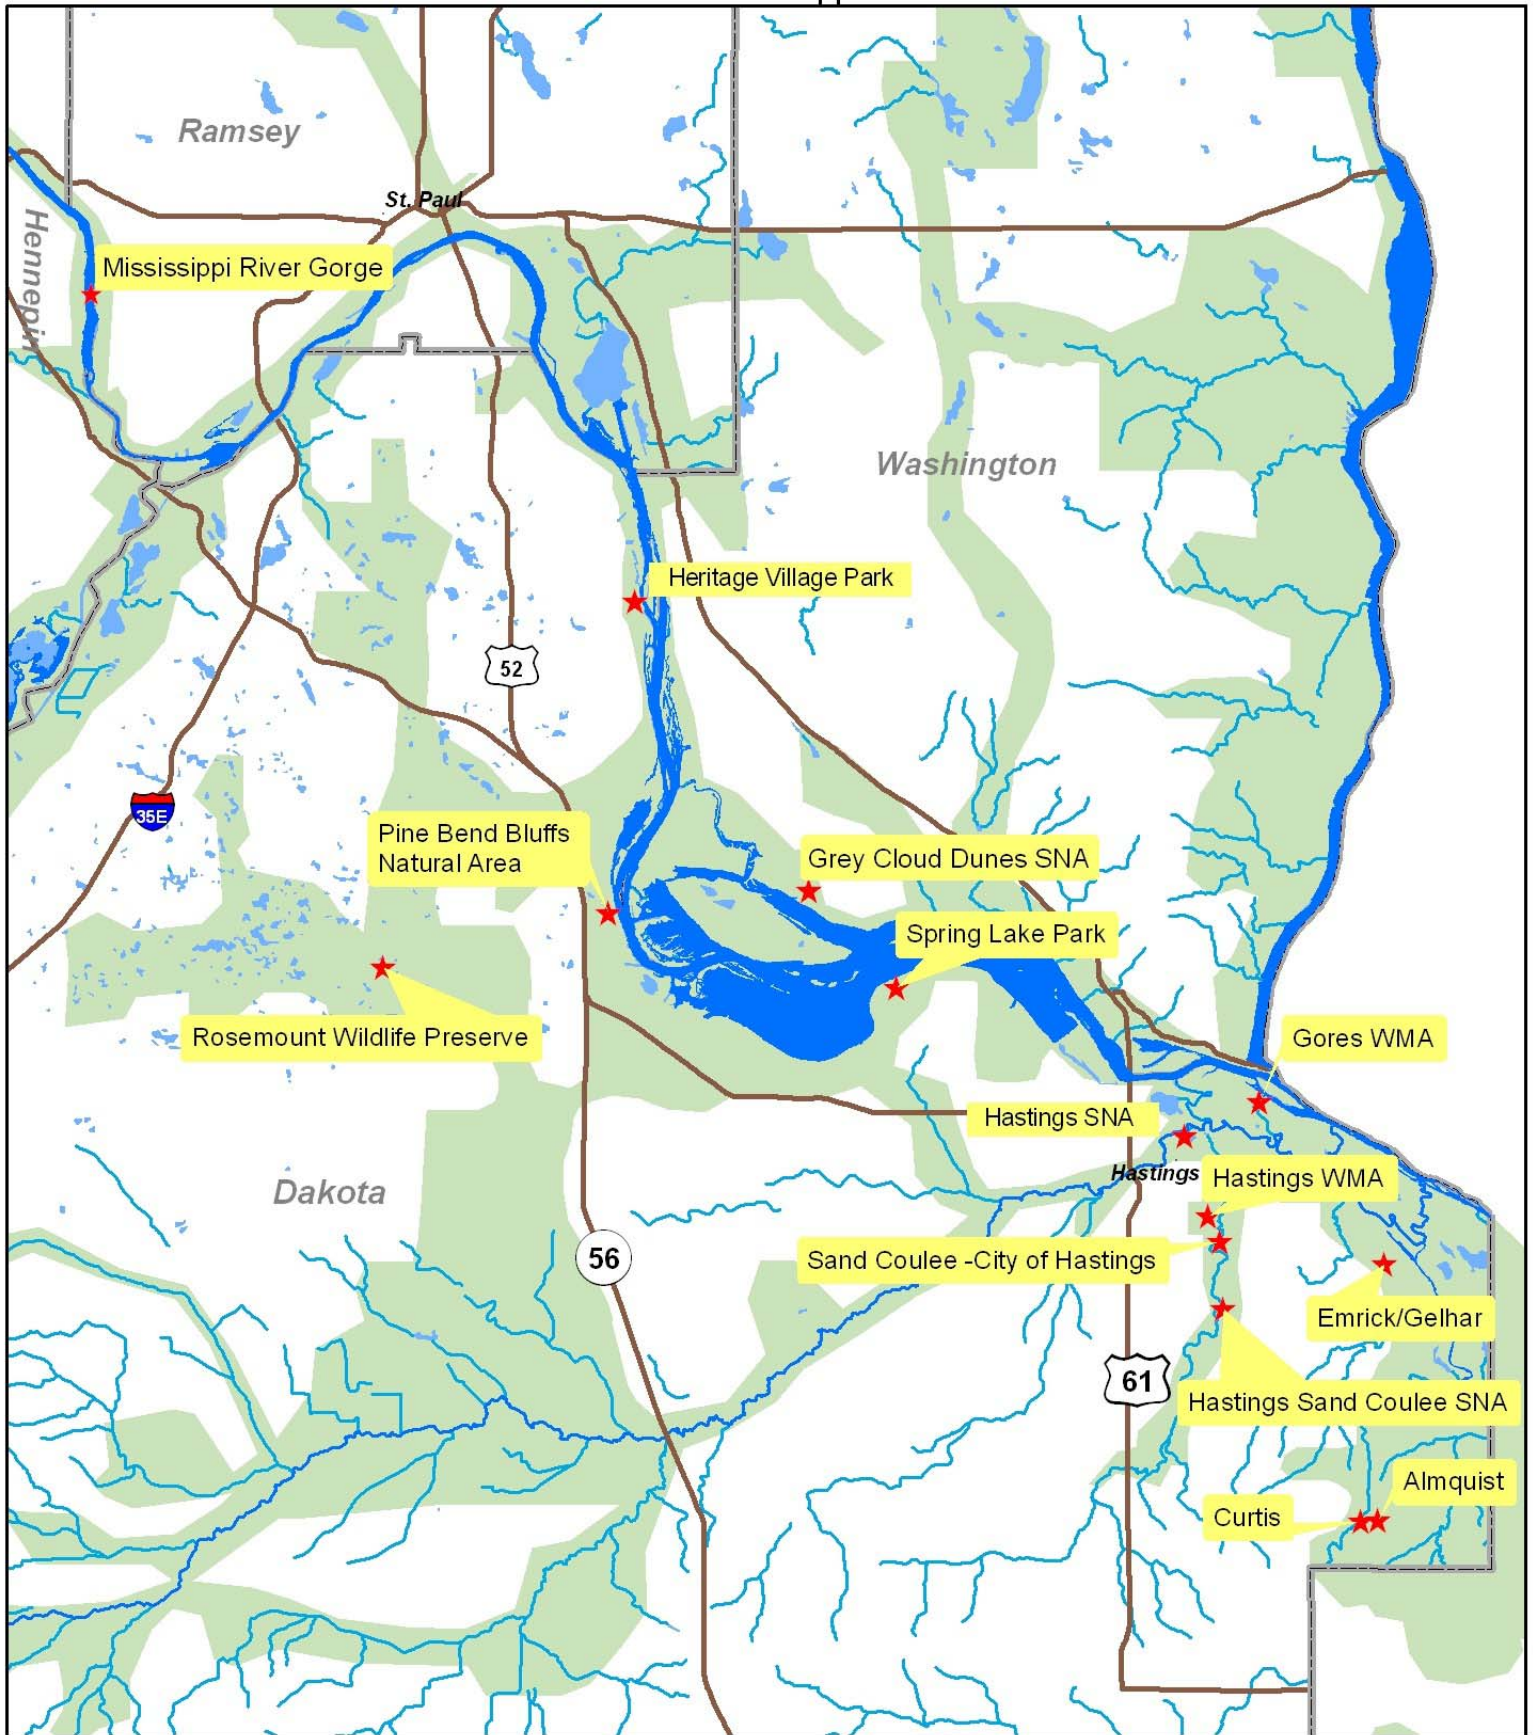 Ramsey
St. Paul
Hennepin
Mississippi River Gorge
Washington
Heritage Village Park
52
35E
Pine Bend Bluffs
Natural Area
Grey Cloud Dunes SNA
Spring Lake Park
Rosemount Wildlife Preserve
Gores WMA
Hastings SNA
Hastings
Hastings WMA
Dakota
56
Sand Coulee -City of Hastings
Emrick/Gelhar
61
Hastings Sand Coulee SNA
Almquist
Curtis